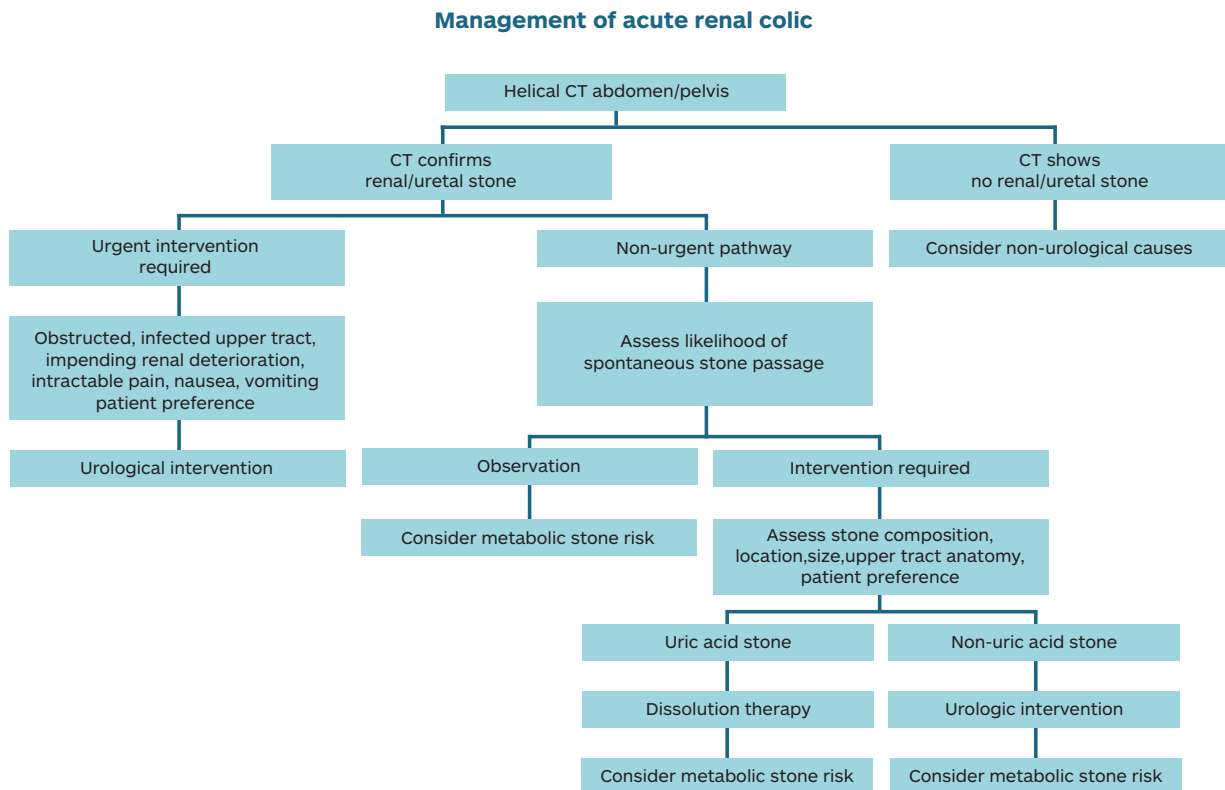 Management of acute renal colic
Helical CT abdomen/pelvis
CT confirms
renal/uretal stone
CT shows
no renal/uretal stone
Urgent intervention
required
Non-urgent pathway
Consider non-urological causes
Obstructed, infected upper tract,
impending renal deterioration,
intractable pain, nausea, vomiting
patient preference
Assess likelihood of
spontaneous stone passage
Urological intervention
Observation
Intervention required
Consider metabolic stone risk
Assess stone composition,
location,size,upper tract anatomy,
patient preference
Uric acid stone
Non-uric acid stone
Dissolution therapy
Urologic intervention
Consider metabolic stone risk
Consider metabolic stone risk